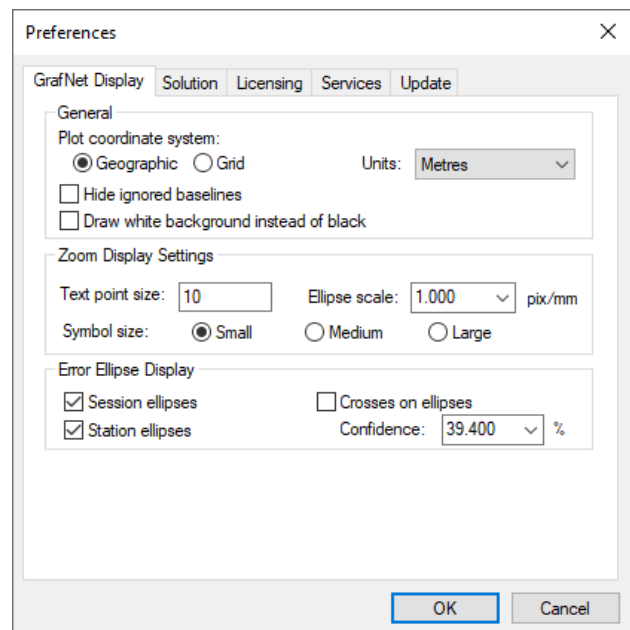 Preferences
GrafNet Display Solution Licensing Services Update
General
Plot coordinate system:
Geographic Grid Units: Metres
Hide ignored baselines
Draw white background instead of black
Zoom Display Settings
Text point size: 10 Ellipse scale: 1.000 pix/mm
Symbol size: Small Medium Large
Error Ellipse Display
Session ellipses Crosses on ellipses
Station ellipses Confidence: 39.400 %
OK Cancel